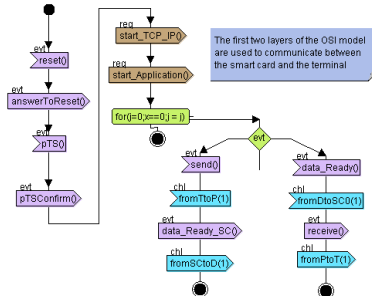 evt
reset()
evt
answerToReset()
evt
pTS()
evt
pTSConfirm()
req
start_TCP_IP()
req
start_Application()
for(j=0;x==0;j = j)
The first two layers of the OSI model
are used to communicate between
the smart card and the terminal
evt
evt
send()
chl
fromTtoP(1)
evt
data_Ready_SC()
chl
fromSCtoD(1)
evt
data_Ready()
chl
fromDtoSC0(1)
evt
receive()
chl
fromPtoT(1)